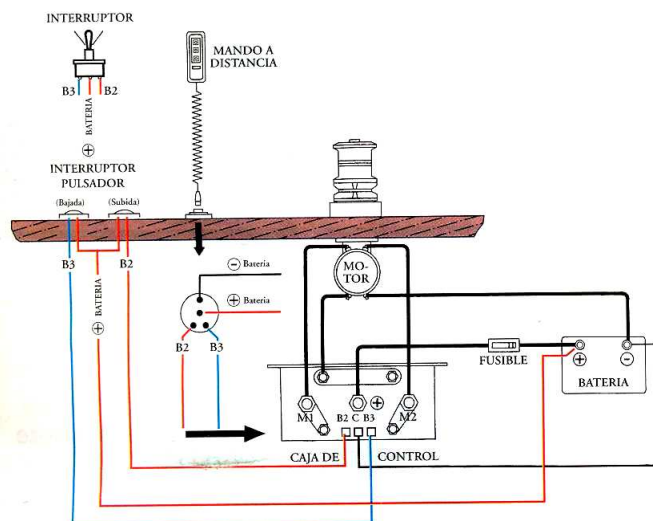 INTERRUPTOR
B3
B2
BATERIA
+
MANDO A
DISTANCIA
INTERRUPTOR
PULSADOR
(Bajada)
(Subida)
B3
B2
BATERIA
+
− Bateria
+ Bateria
B2
B3
MO-
TOR
FUSIBLE
+
−
BATERIA
M1
B2 C B3
+
M2
CAJA DE CONTROL